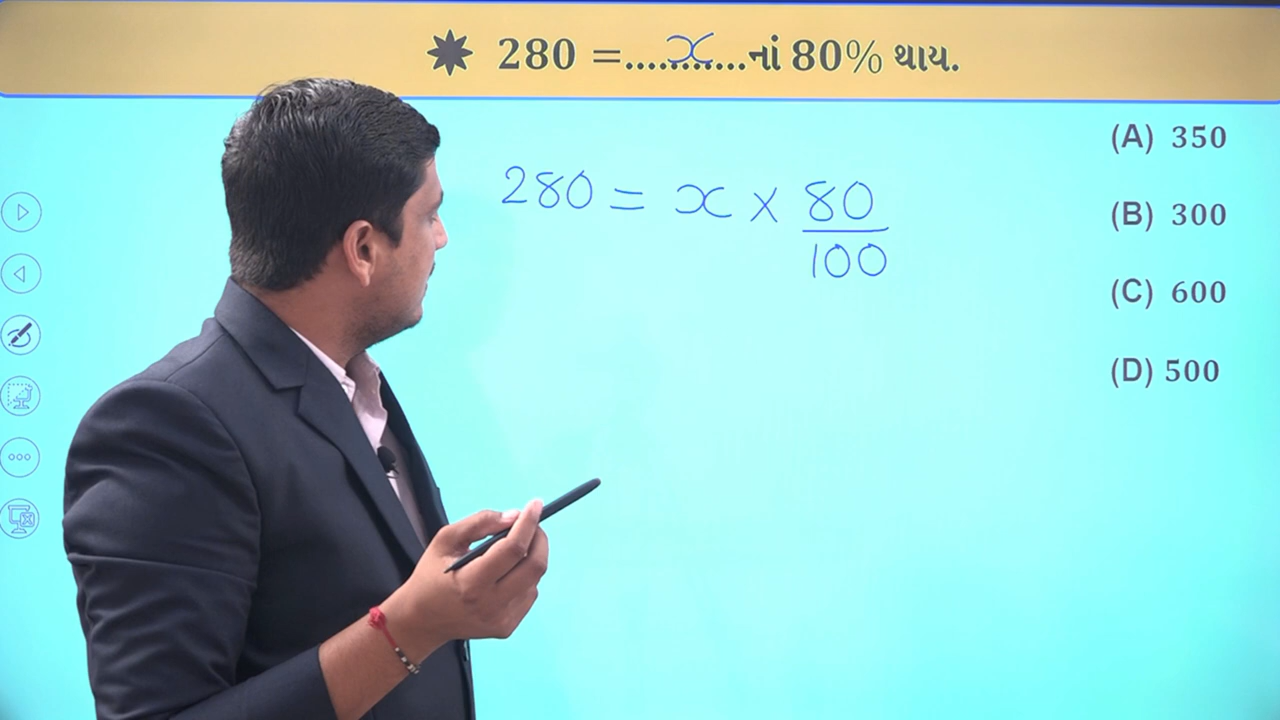 280 =.....x.....નાં 80% થાય.
280 = x × 80/100
(A) 350
(B) 300
(C) 600
(D) 500